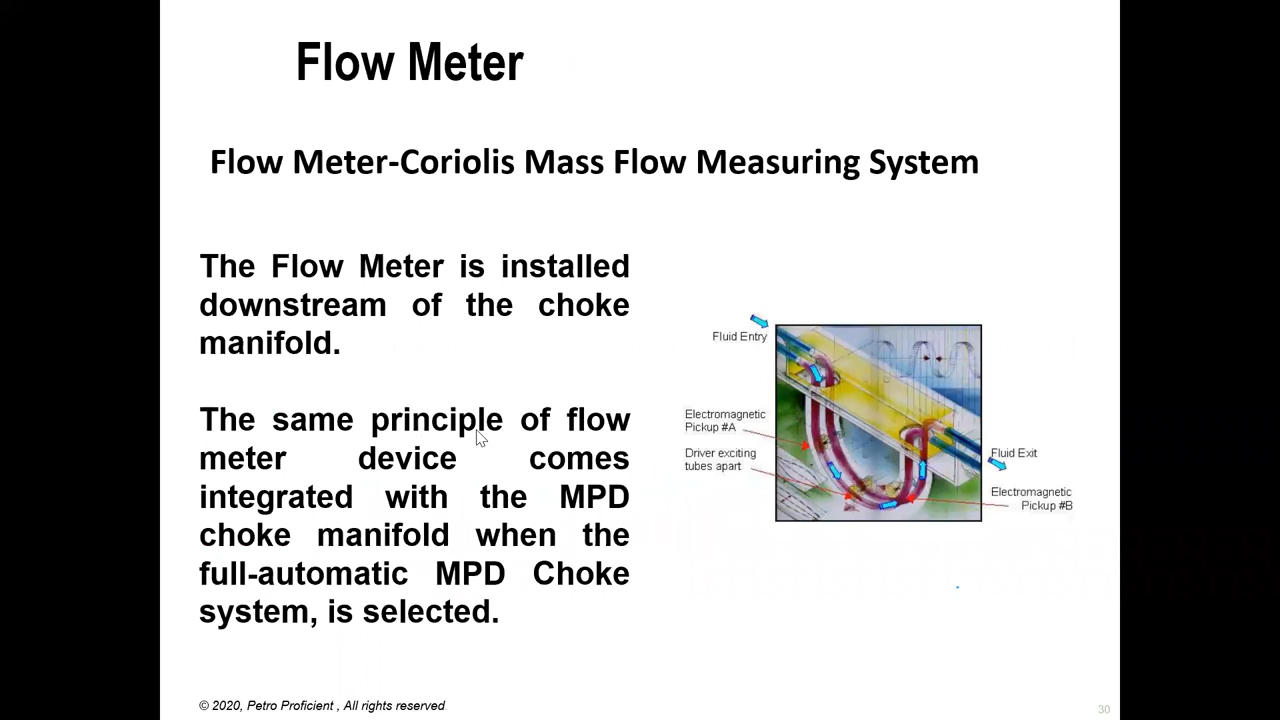 Flow Meter
Flow Meter-Coriolis Mass Flow Measuring System
The Flow Meter is installed
downstream of the choke
manifold.
The same principle of flow
meter device comes
integrated with the MPD
choke manifold when the
full-automatic MPD Choke
system, is selected.
Fluid Entry
Electromagnetic
Pickup #A
Driver exciting
tubes apart
Fluid Exit
Electromagnetic
Pickup #B
© 2020, Petro Proficient , All rights reserved
30